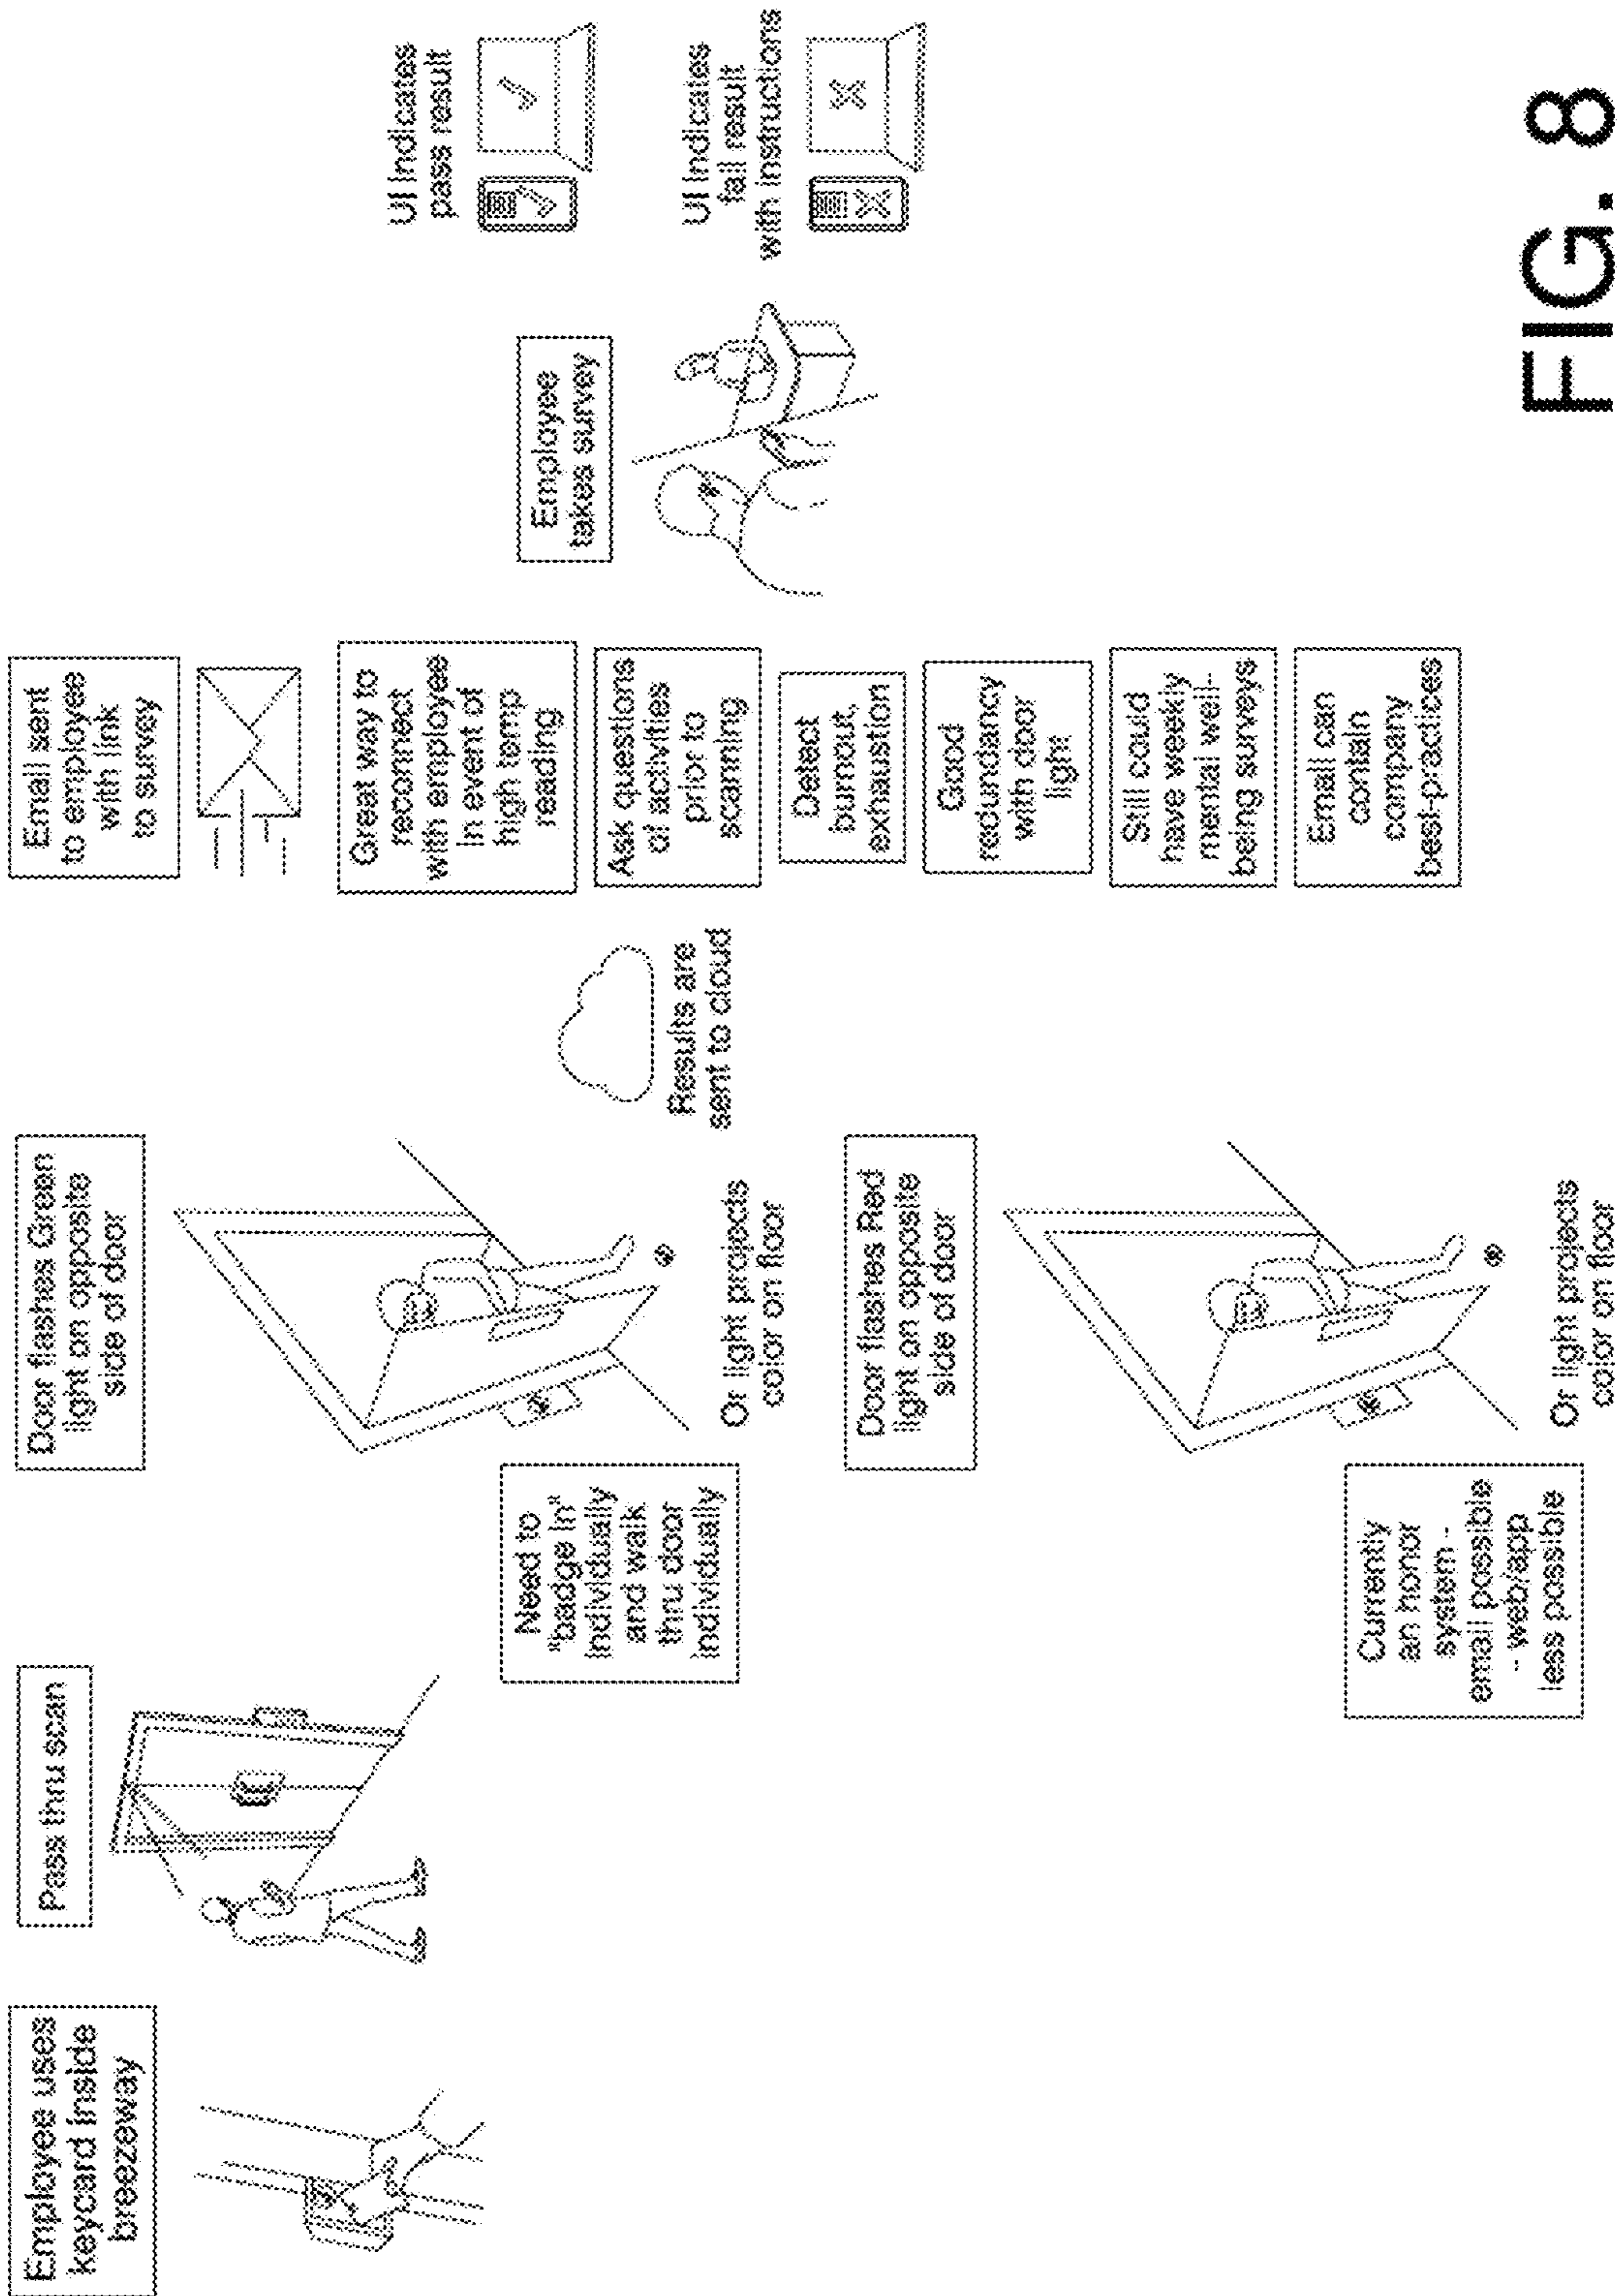 Employee uses
keycard inside
breezeway
Pass thru scan
Need to
"badge in"
individually
and walk
thru door
individually
Currently
an honor
system -
email possible
- web/app
less possible
Door flashes Green
light on opposite
side of door
Or light projects
color on floor
Door flashes Red
light on opposite
side of door
Or light projects
color on floor
Results are
sent to cloud
Email sent
to employee
with link
to survey
Great way to
reconnect
with employee
in event of
high temp
reading
Ask questions
of activities
prior to
scanning
Detect
burnout,
exhaustion
Good
redundancy
with door
light
Still could
have weekly
mental well-
being surveys
Email can
contain
company
best-practices
Employee
takes survey
UI indicates
pass result
UI indicates
fail result
with instructions
FIG. 8